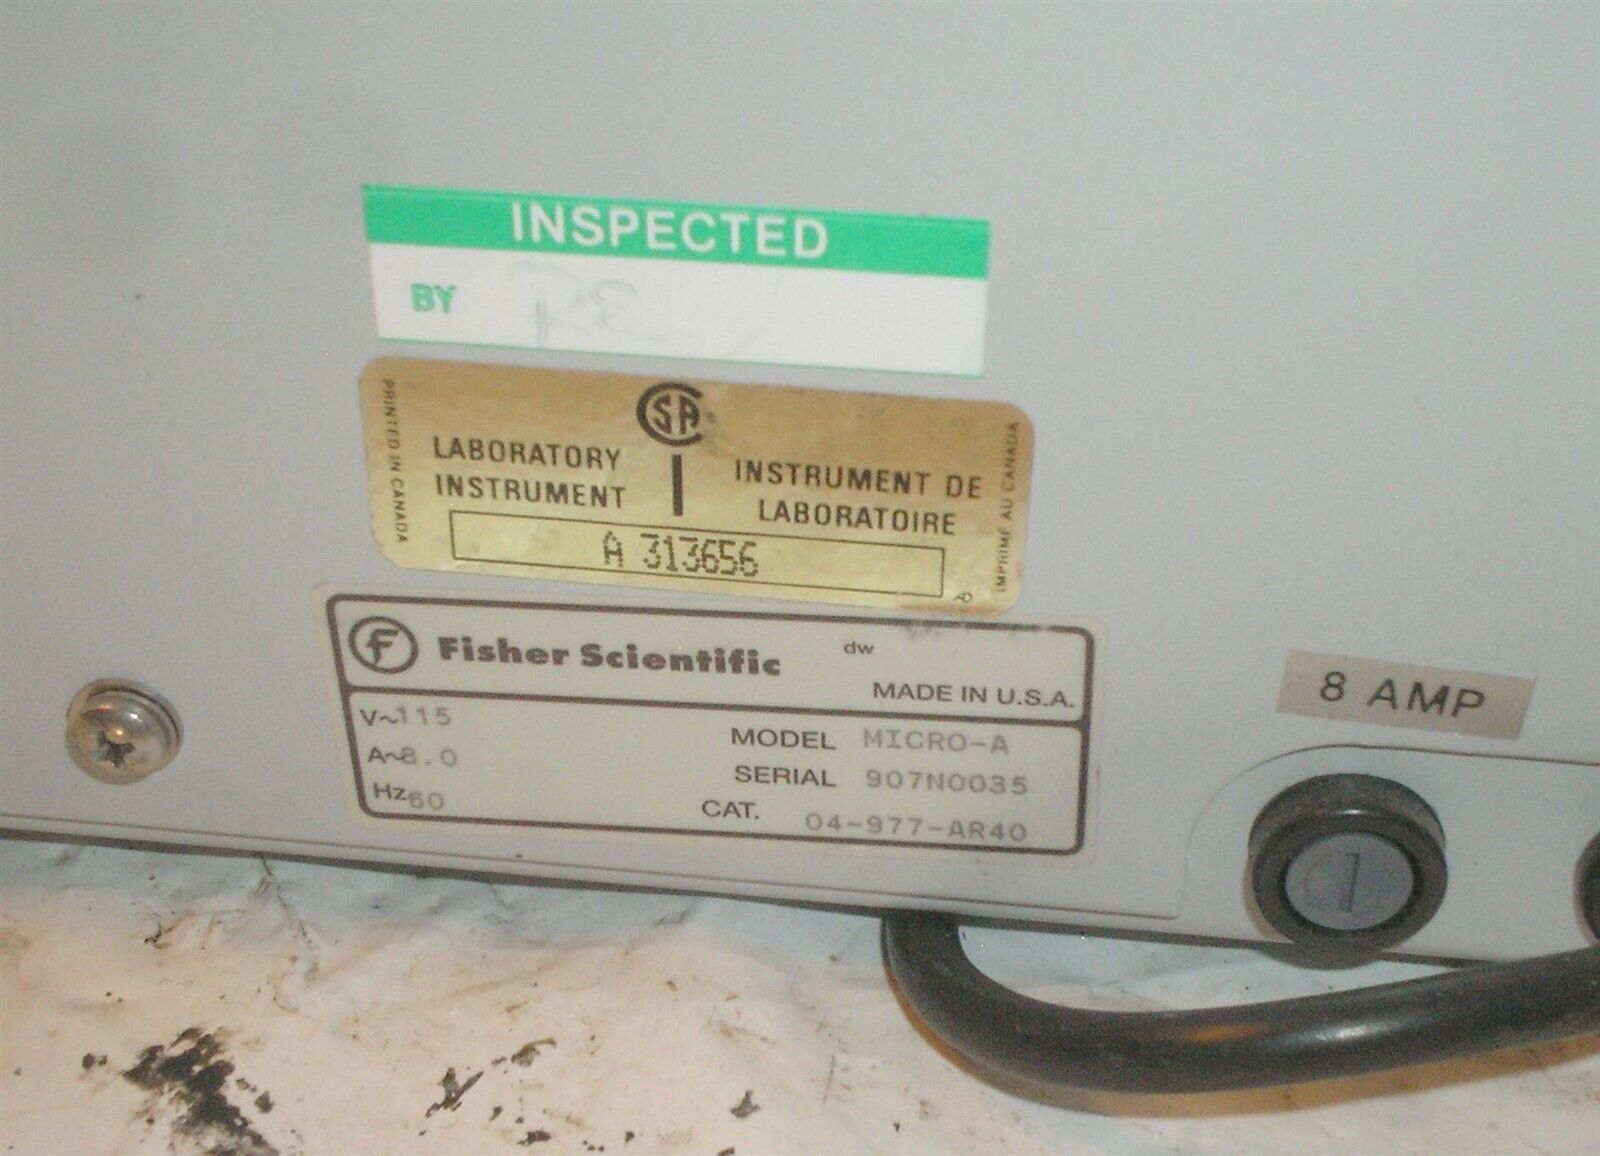 INSPECTED
BY
PRINTED IN CANADA
CSA
LABORATORY
INSTRUMENT
INSTRUMENT DE
LABORATOIRE
IMPRIMÉ AU CANADA
A 313656
F Fisher Scientific
dw
MADE IN U.S.A.
V~115
A~8.0
Hz60
MODEL MICRO-A
SERIAL 907N0035
CAT. 04-977-AR40
8 AMP